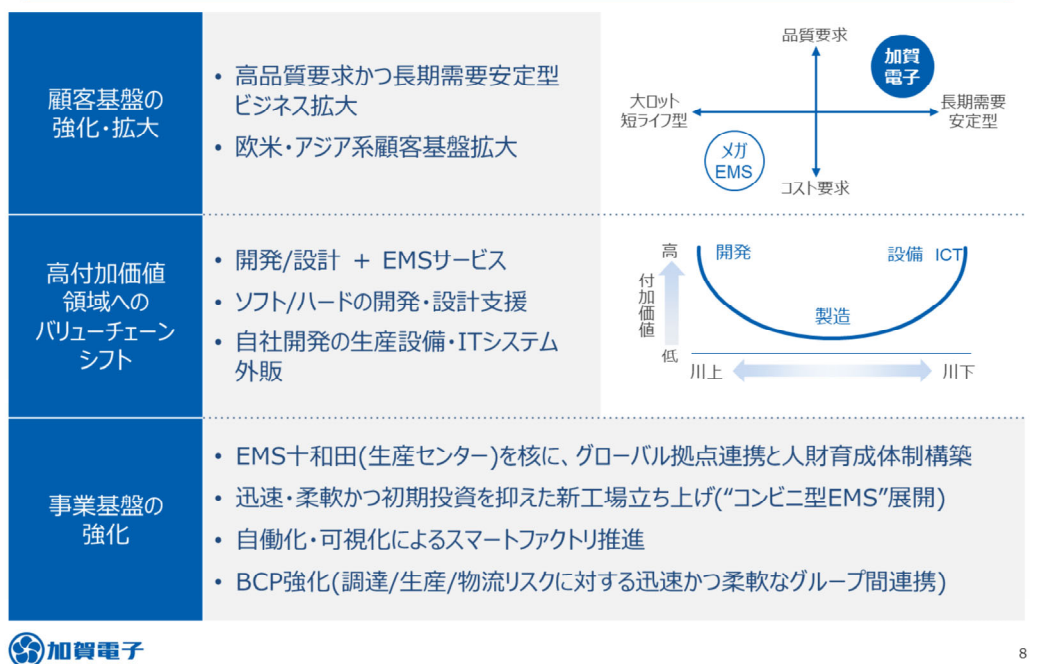 顧客基盤の
強化・拡大
• 高品質要求かつ長期需要安定型
ビジネス拡大
• 欧米・アジア系顧客基盤拡大
品質要求
加賀
電子
大ロット
短ライフ型
長期需要
安定型
メガ
EMS
コスト要求
高付加価値
領域への
バリューチェーン
シフト
• 開発/設計 + EMSサービス
• ソフト/ハードの開発・設計支援
• 自社開発の生産設備・ITシステム
外販
高
付加価値
低
開発
設備 ICT
製造
川上
川下
事業基盤の
強化
• EMS十和田(生産センター)を核に、グローバル拠点連携と人財育成体制構築
• 迅速・柔軟かつ初期投資を抑えた新工場立ち上げ(“コンビニ型EMS”展開)
• 自働化・可視化によるスマートファクトリ推進
• BCP強化(調達/生産/物流リスクに対する迅速かつ柔軟なグループ間連携)
加賀電子
8